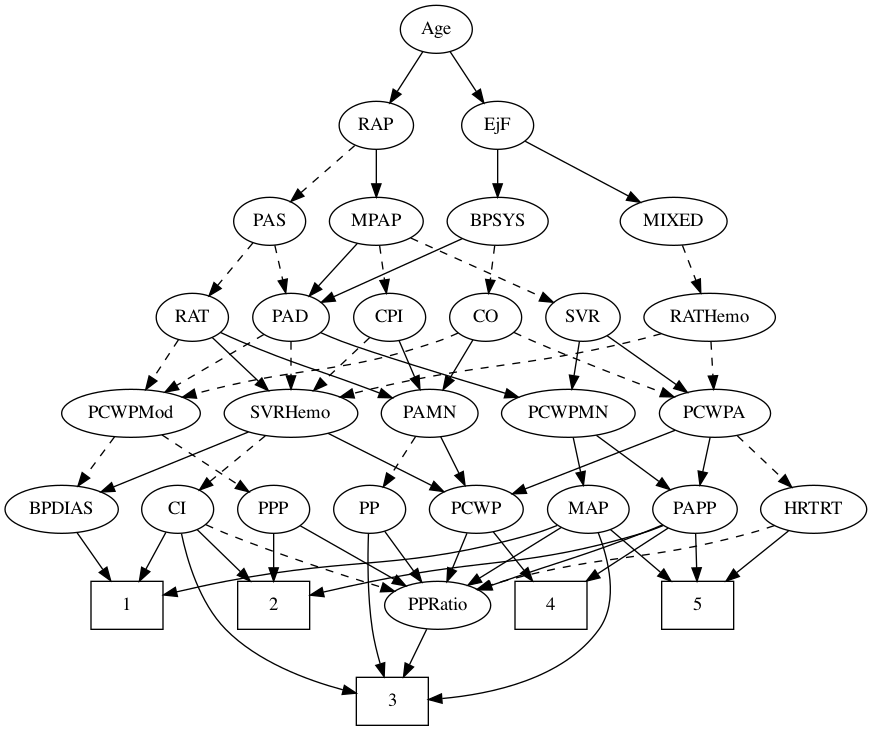 Age
RAP EjF
PAS MPAP BPSYS MIXED
RAT PAD CPI CO SVR RATHemo
PCWPMod SVRHemo PAMN PCWPMN PCWPA
BPDIAS CI PPP PP PCWP MAP PAPP HRTRT
1 2 PPRatio 4 5
3